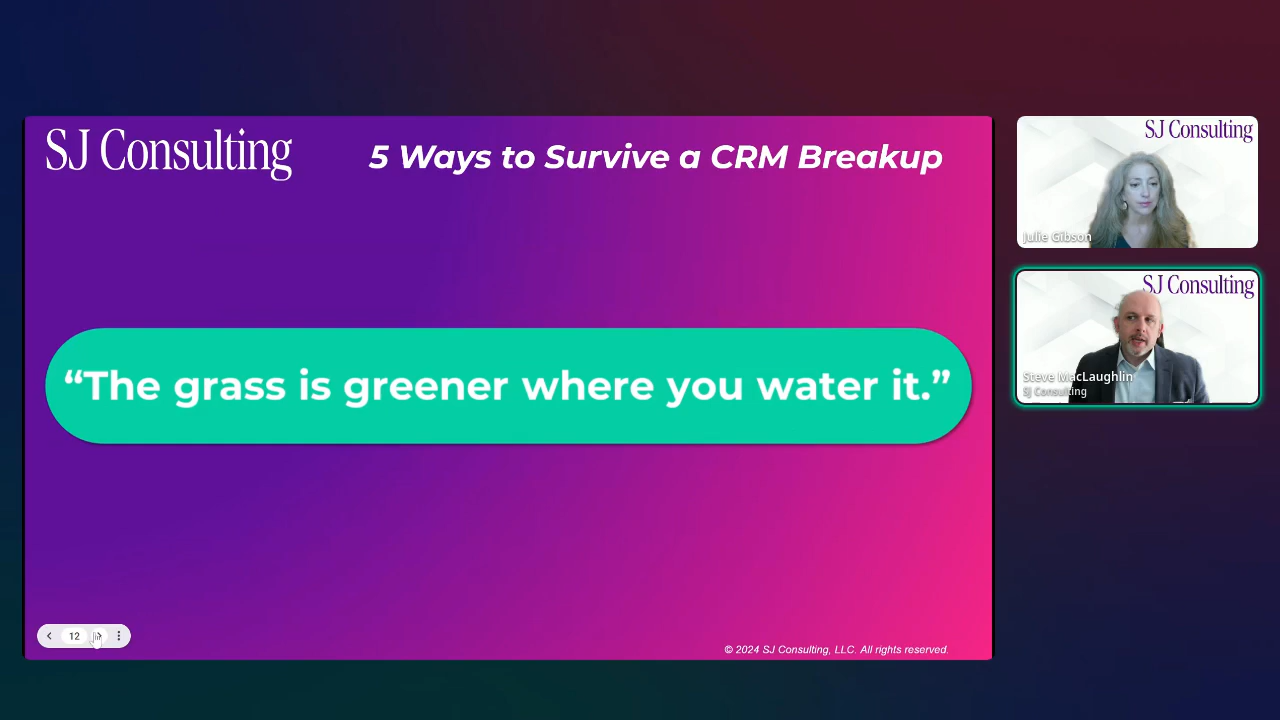 SJ Consulting
5 Ways to Survive a CRM Breakup
“The grass is greener where you water it.”
12
© 2024 SJ Consulting, LLC. All rights reserved.
SJ Consulting
Julie Gibson
SJ Consulting
Steve MacLaughlin
SJ Consulting